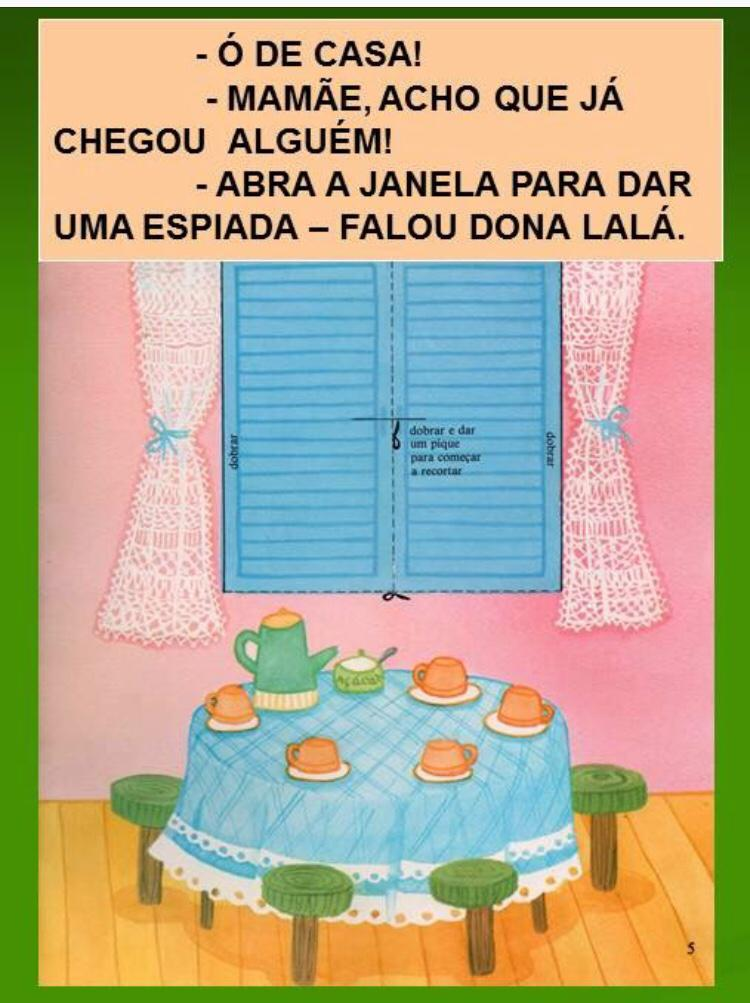 - Ó DE CASA!
- MAMÃE, ACHO QUE JÁ
CHEGOU ALGUÉM!
- ABRA A JANELA PARA DAR
UMA ESPIADA – FALOU DONA LALÁ.
dobrar
dobrar e dar
um pique
para começar
a recortar
dobrar
AÇÚCAR
5